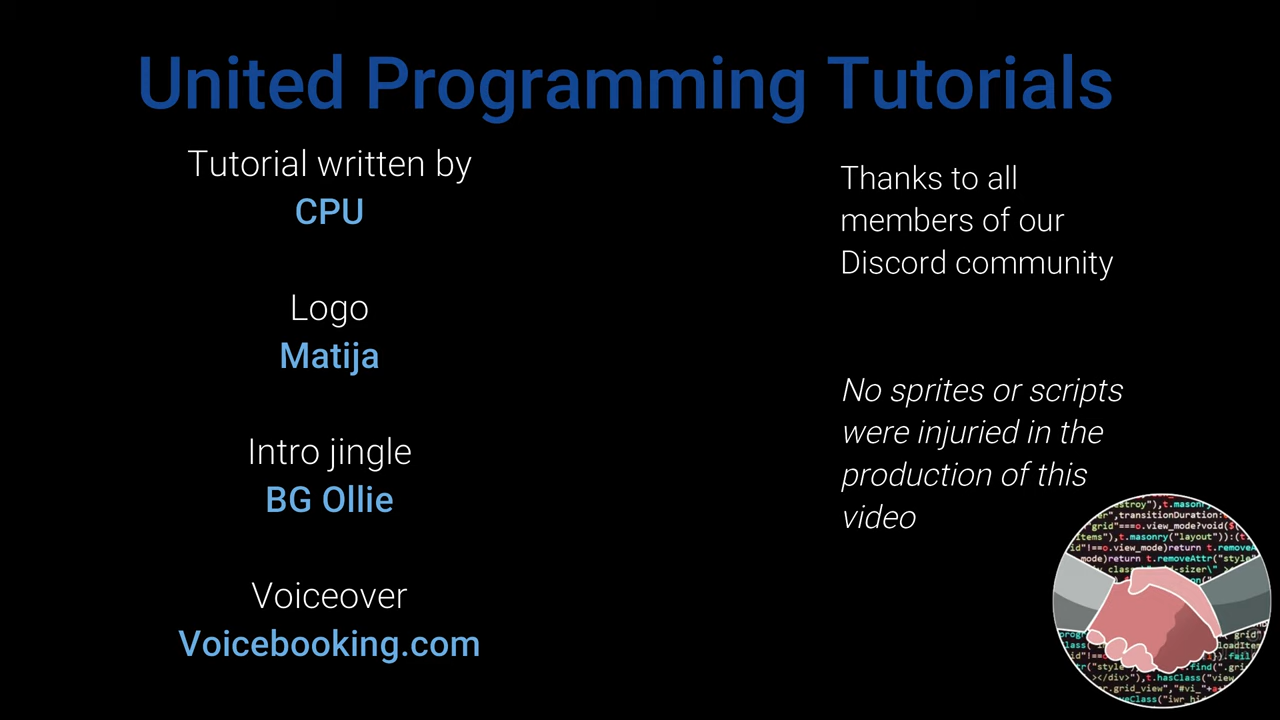 United Programming Tutorials
Tutorial written by
CPU
Logo
Matija
Intro jingle
BG Ollie
Voiceover
Voicebooking.com
Thanks to all
members of our
Discord community
No sprites or scripts
were injuried in the
production of this
video